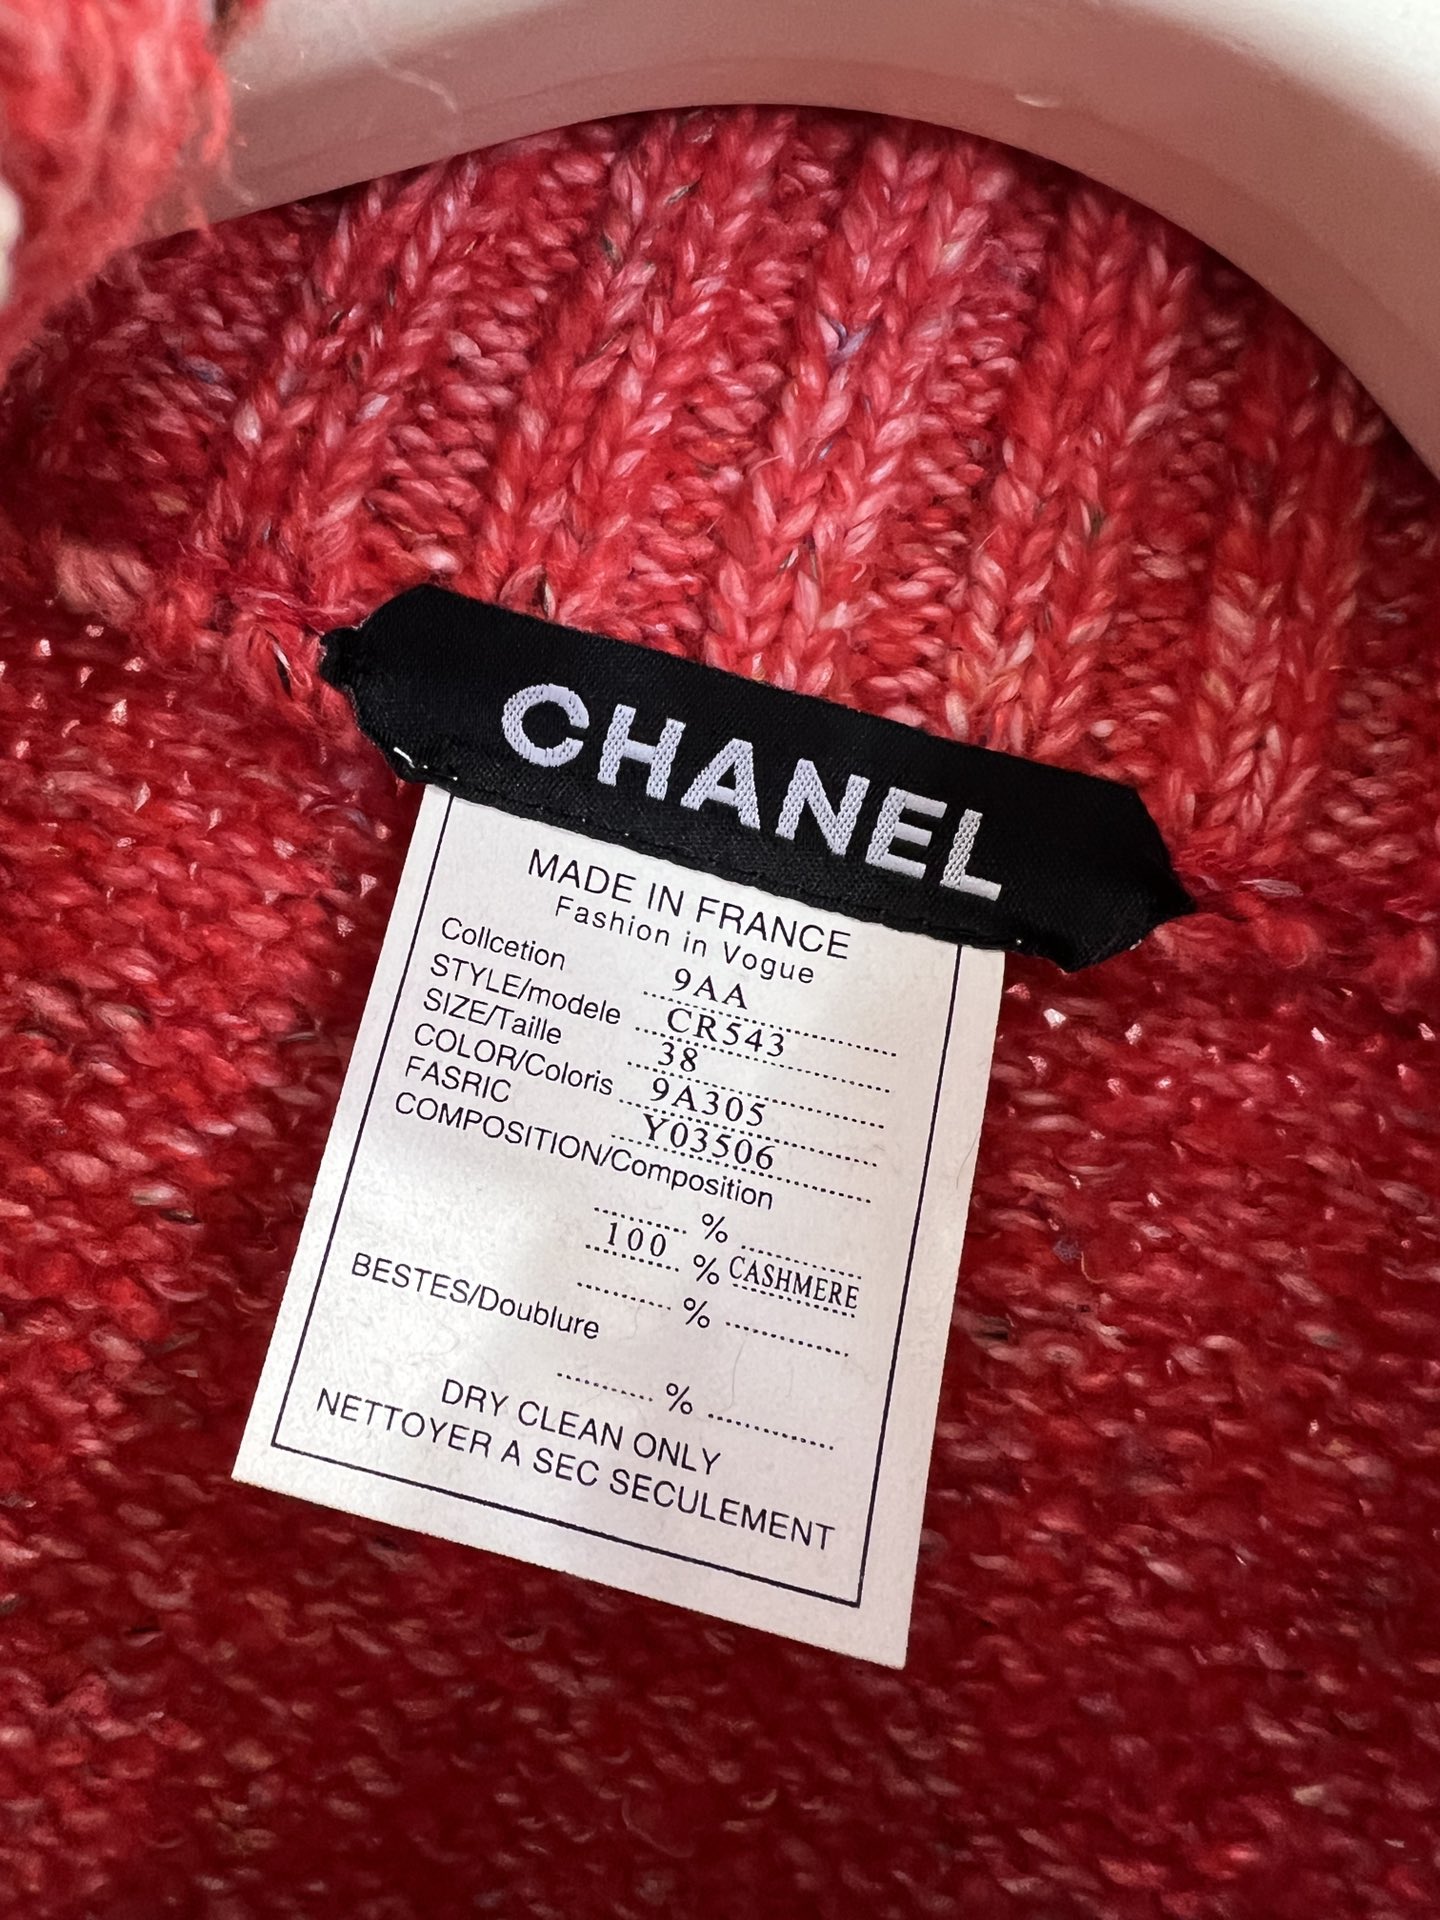 CHANEL
MADE IN FRANCE
Fashion in Vogue
Collcetion 9AA
STYLE/modele CR543
SIZE/Taille 38
COLOR/Coloris 9A305
FASRIC Y03506
COMPOSITION/Composition
%
100 % CASHMERE
%
BESTES/Doublure
%
DRY CLEAN ONLY
NETTOYER A SEC SECULEMENT